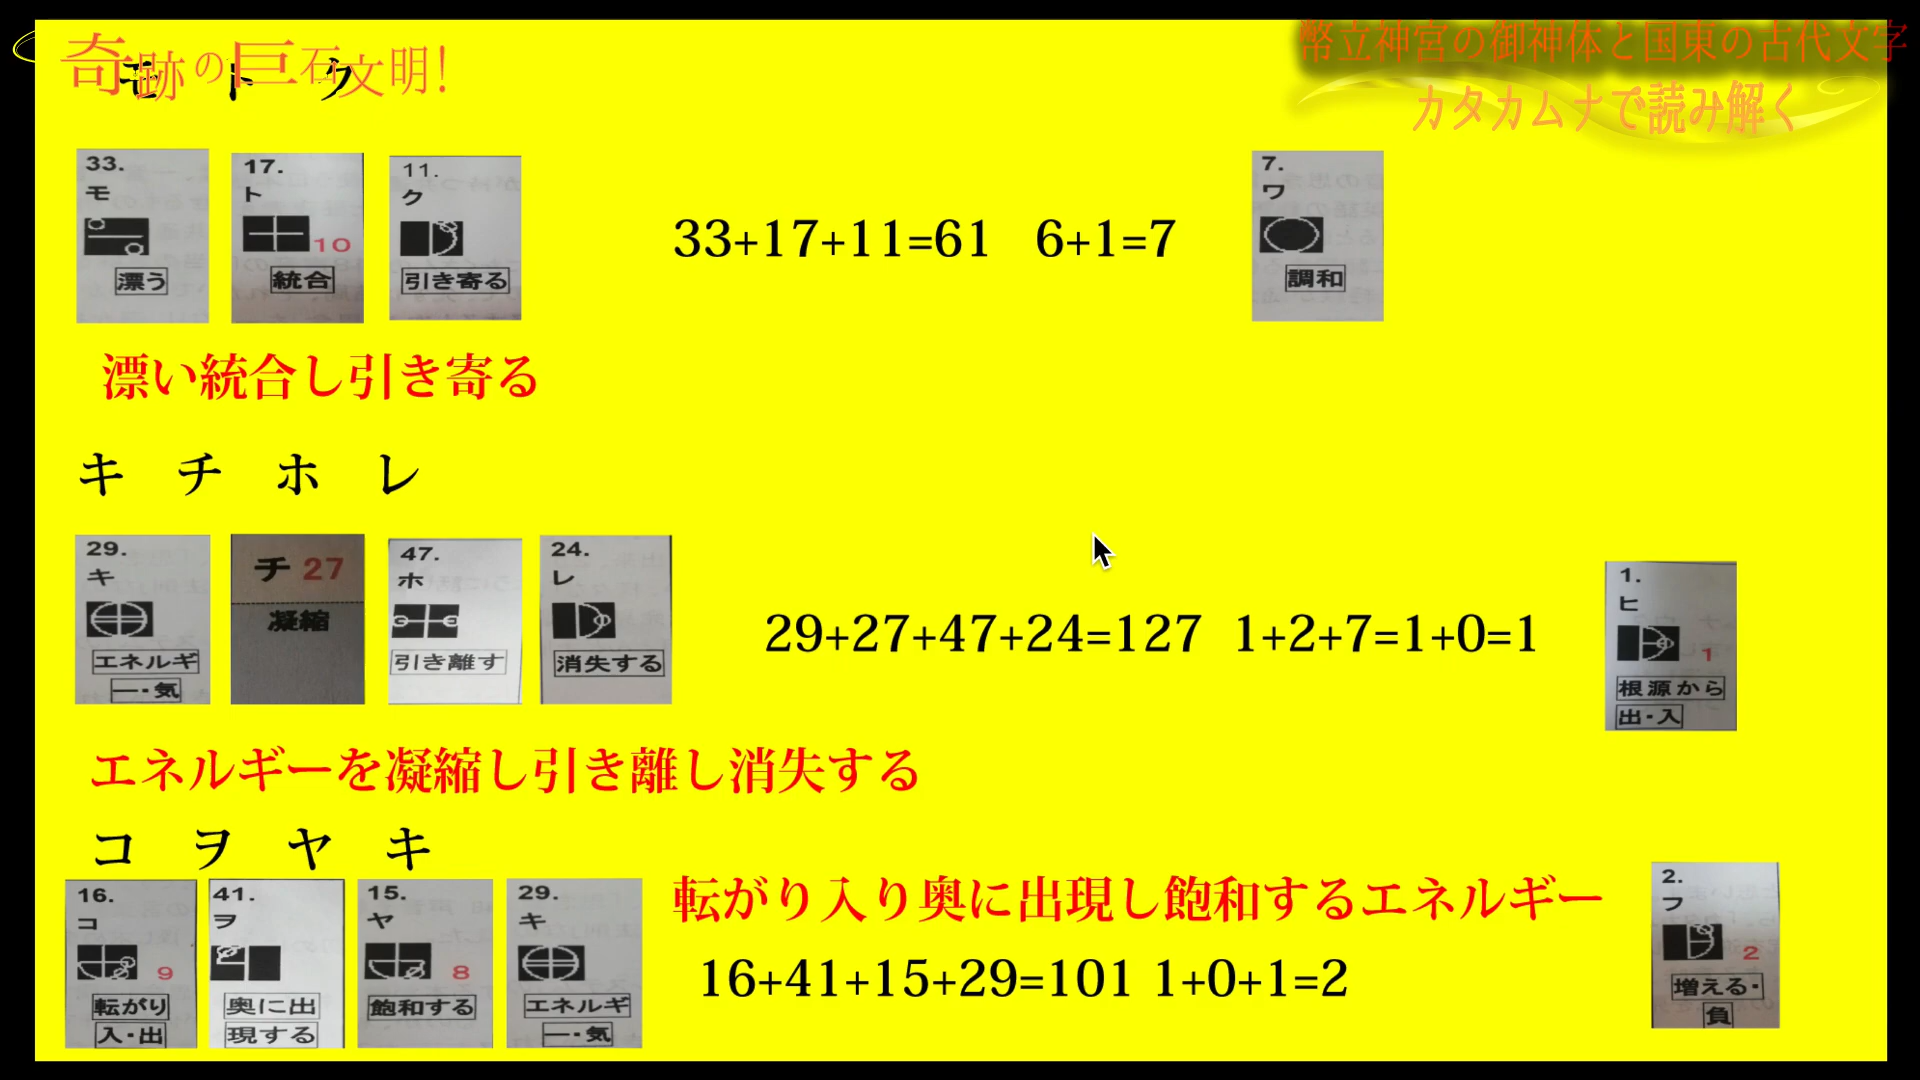 奇跡の巨石文明!
幣立神宮の御神体と国東の古代文字
カタカムナで読み解く
モ ト ク
33.
モ
漂う
17.
ト
10
統合
11.
ク
引き寄る
33+17+11=61 6+1=7
7.
ワ
調和
漂い統合し引き寄る
キ チ ホ レ
29.
キ
エネルギ
ー・気
チ 27
凝縮
47.
ホ
引き離す
24.
レ
消失する
29+27+47+24=127 1+2+7=1+0=1
1.
ヒ
1
根源から
出・入
エネルギーを凝縮し引き離し消失する
コ ヲ ヤ キ
16.
コ
9
転がり
入・出
41.
ヲ
奥に出
現する
15.
ヤ
8
飽和する
29.
キ
エネルギ
ー・気
転がり入り奥に出現し飽和するエネルギー
16+41+15+29=101 1+0+1=2
2.
フ
2
増える・
負